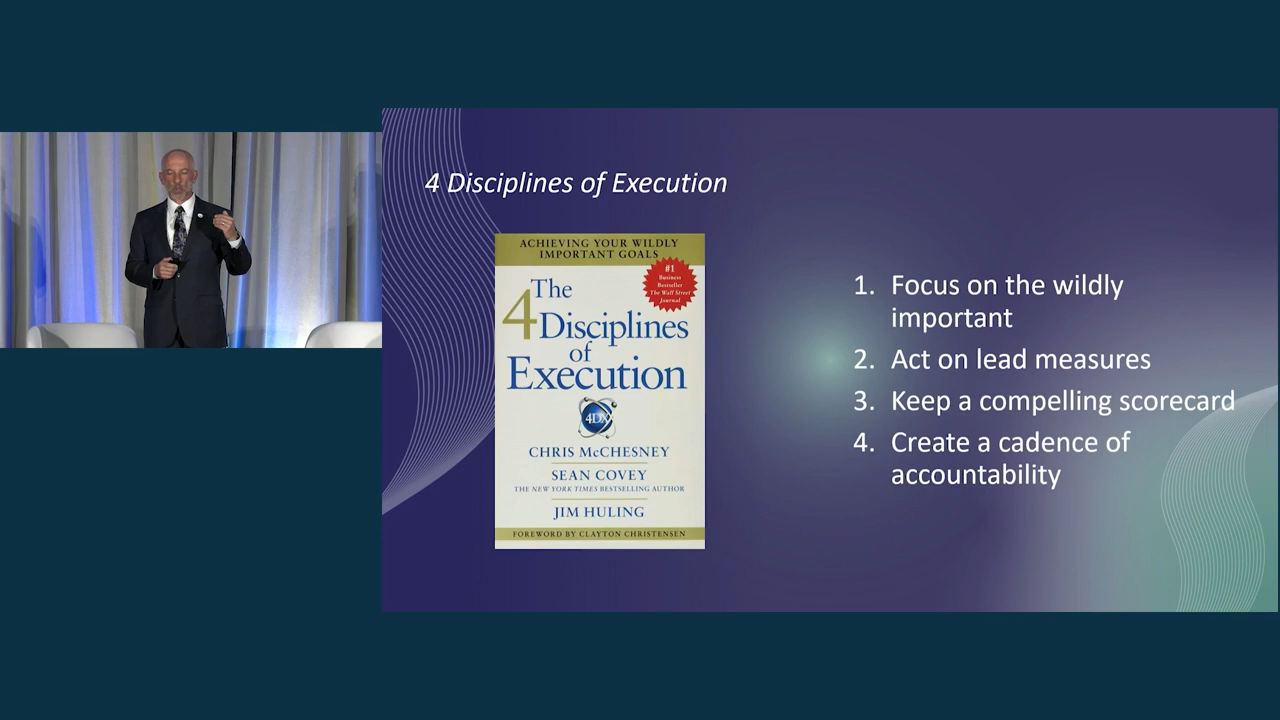 4 Disciplines of Execution
ACHIEVING YOUR WILDLY
IMPORTANT GOALS
#1
Business
Bestseller
The Wall Street
Journal
The
4 Disciplines
of
Execution
4DX
CHRIS McCHESNEY
SEAN COVEY
THE NEW YORK TIMES BESTSELLING AUTHOR
JIM HULING
FOREWORD BY CLAYTON CHRISTENSEN
1. Focus on the wildly
important
2. Act on lead measures
3. Keep a compelling scorecard
4. Create a cadence of
accountability